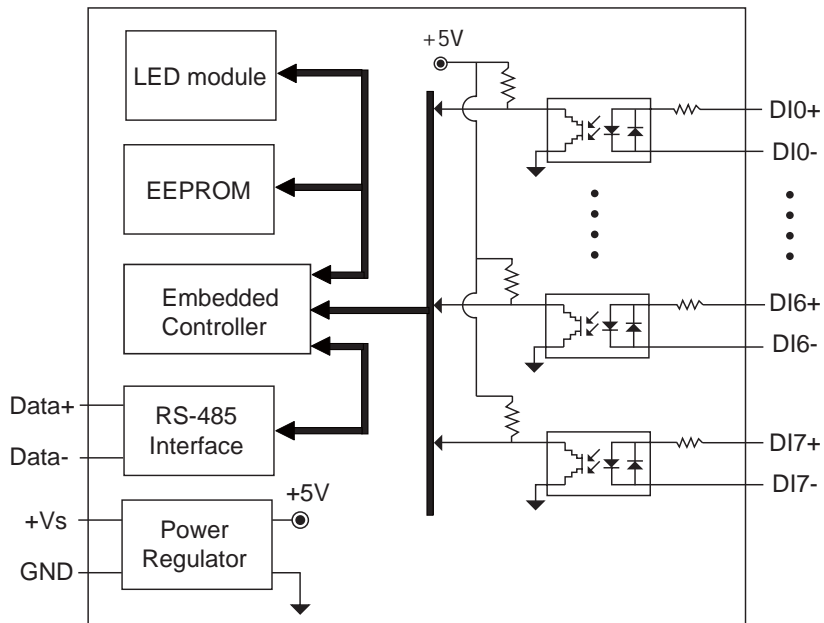 LED module
EEPROM
Embedded
Controller
RS-485
Interface
Power
Regulator
Data+
Data-
+Vs
GND
+5V
+5V
DI0+
DI0-
DI6+
DI6-
DI7+
DI7-